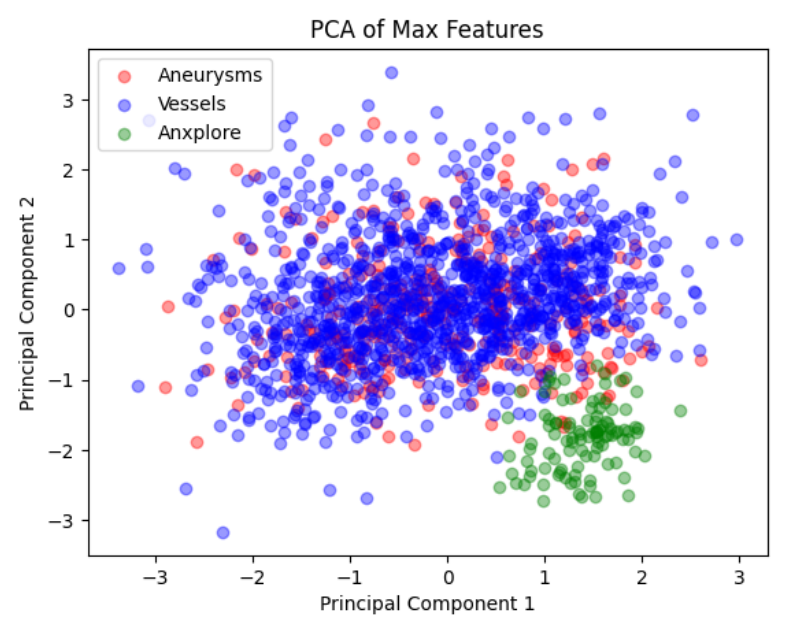 PCA of Max Features
Aneurysms
Vessels
Anxplore
3
2
1
0
−1
−2
−3
Principal Component 2
−3
−2
−1
0
1
2
3
Principal Component 1